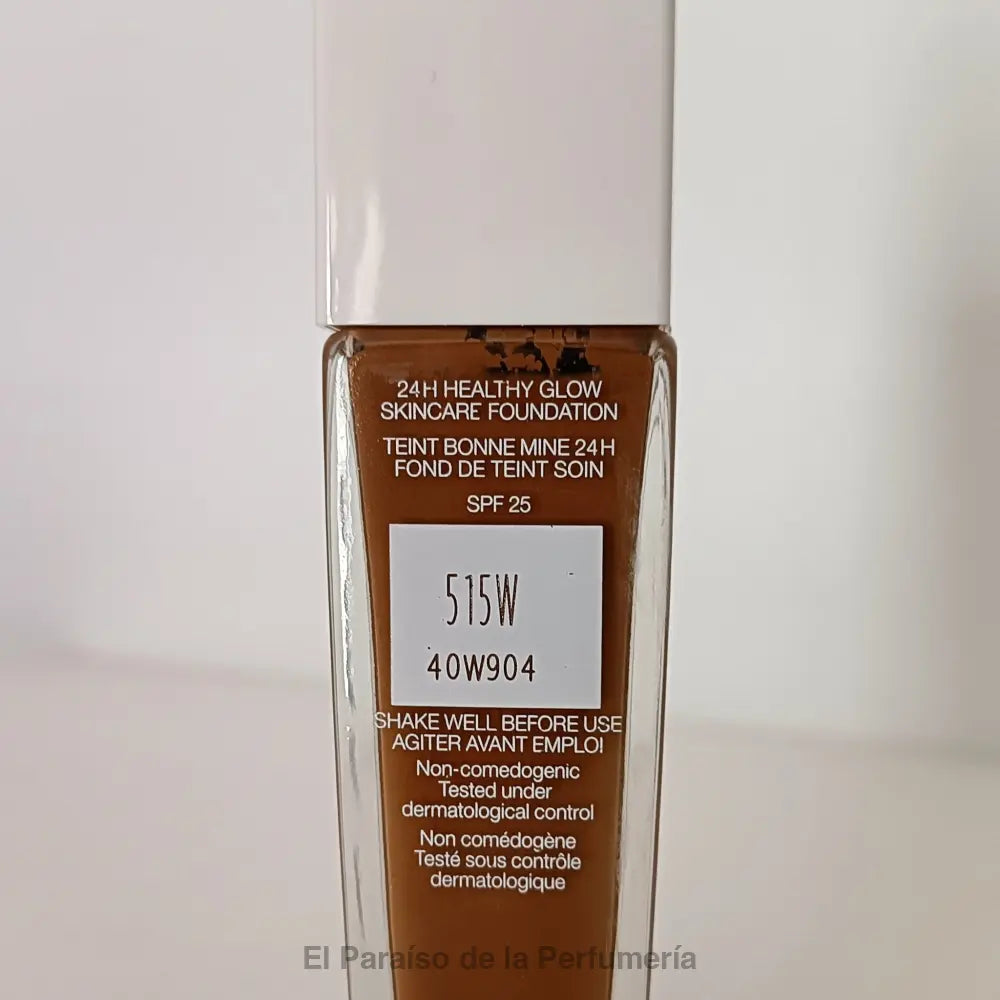 24H HEALTHY GLOW
SKINCARE FOUNDATION
TEINT BONNE MINE 24H
FOND DE TEINT SOIN
SPF 25
515W
40W904
SHAKE WELL BEFORE USE
AGITER AVANT EMPLOI
Non-comedogenic
Tested under
dermatological control
Non comédogène
Testé sous contrôle
dermatologique
El Paraíso de la Perfumería